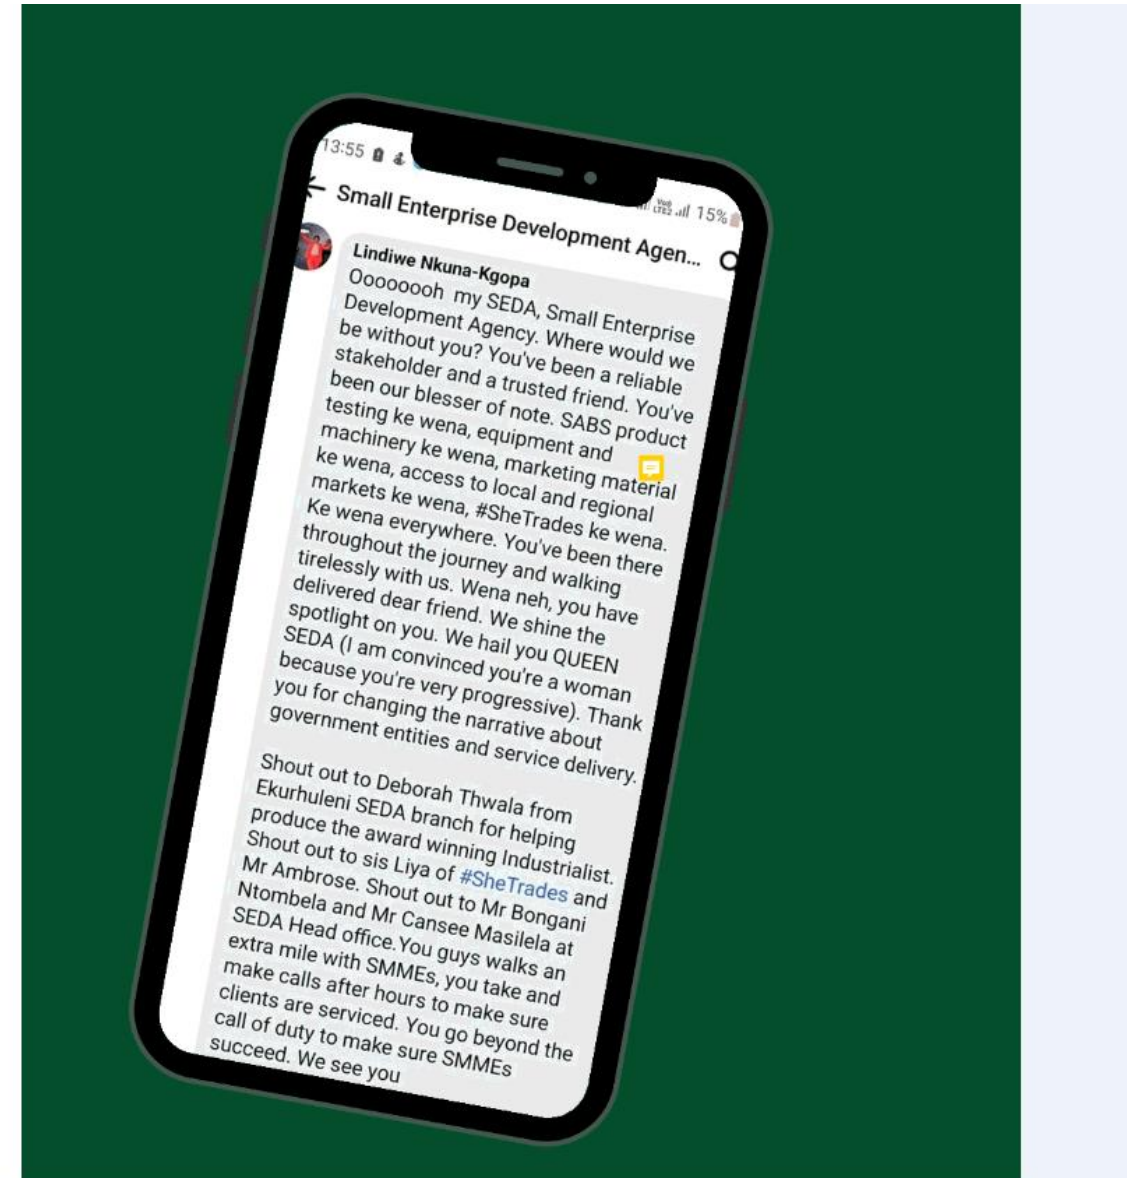 13:55
15%
Small Enterprise Development Agen...
Lindiwe Nkuna-Kgopa
Oooooooh my SEDA, Small Enterprise
Development Agency. Where would we
be without you? You've been a reliable
stakeholder and a trusted friend. You've
been our blesser of note. SABS product
testing ke wena, equipment and
machinery ke wena, marketing material
ke wena, access to local and regional
markets ke wena, #SheTrades ke wena.
Ke wena everywhere. You've been there
throughout the journey and walking
tirelessly with us. Wena neh, you have
delivered dear friend. We shine the
spotlight on you. We hail you QUEEN
SEDA (I am convinced you're a woman
because you're very progressive). Thank
you for changing the narrative about
government entities and service delivery.
Shout out to Deborah Thwala from
Ekurhuleni SEDA branch for helping
produce the award winning Industrialist.
Shout out to sis Liya of #SheTrades and
Mr Ambrose. Shout out to Mr Bongani
Ntombela and Mr Cansee Masilela at
SEDA Head office.You guys walks an
extra mile with SMMEs, you take and
make calls after hours to make sure
clients are serviced. You go beyond the
call of duty to make sure SMMEs
succeed. We see you